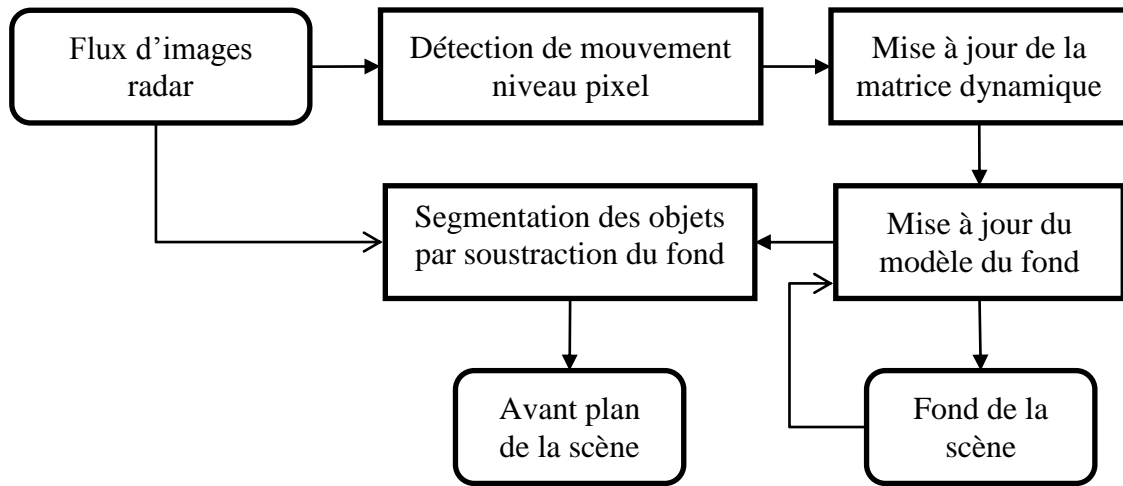 Flux d’images
radar
Détection de mouvement
niveau pixel
Mise à jour de la
matrice dynamique
Segmentation des objets
par soustraction du fond
Mise à jour du
modèle du fond
Avant plan
de la scène
Fond de la
scène